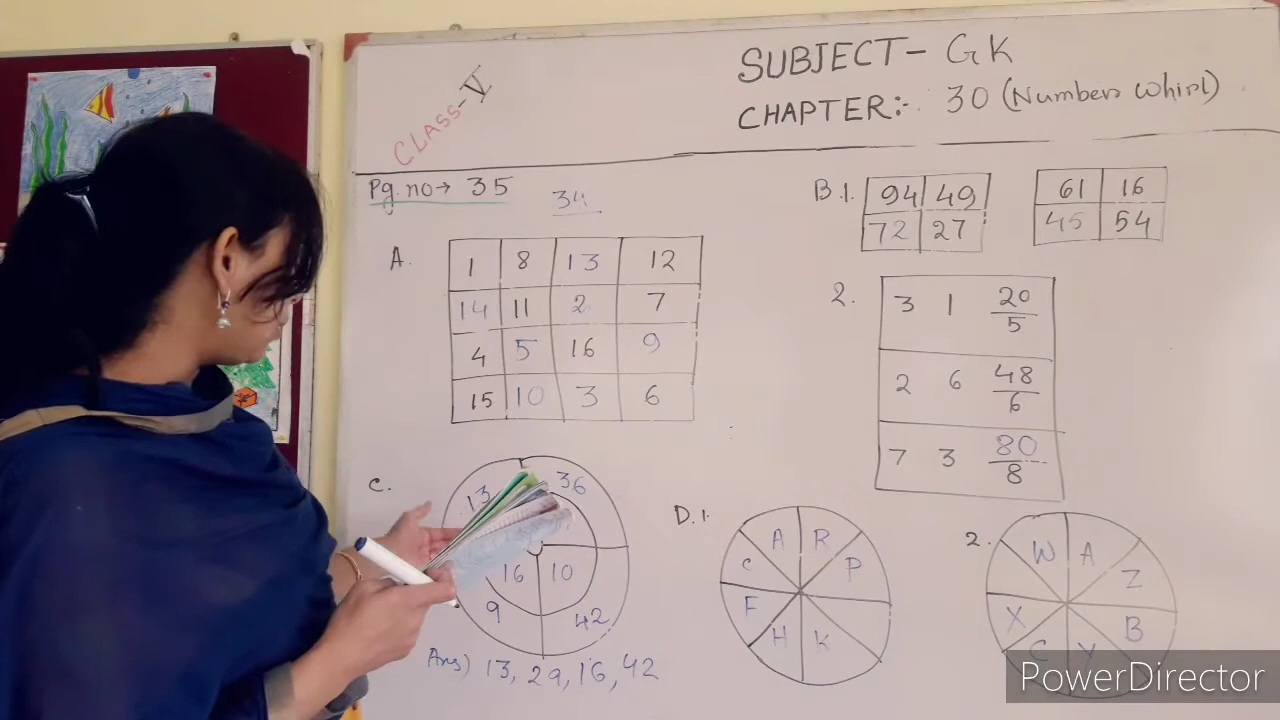 SUBJECT- GK
CHAPTER:- 30 (Numbers whirl)
CLASS-V
Pg. no → 35
34
A.
1 8 13 12
14 11 2 7
4 5 16 9
15 10 3 6
B.1.
94 49
72 27
61 16
45 54
2.
3 1 20/5
2 6 48/6
7 3 80/8
C.
13 36
16 10
9 42
Ans) 13, 29, 16, 42
D.1.
A R
C P
F
H K
2.
W A
Z
X B
C Y
PowerDirector